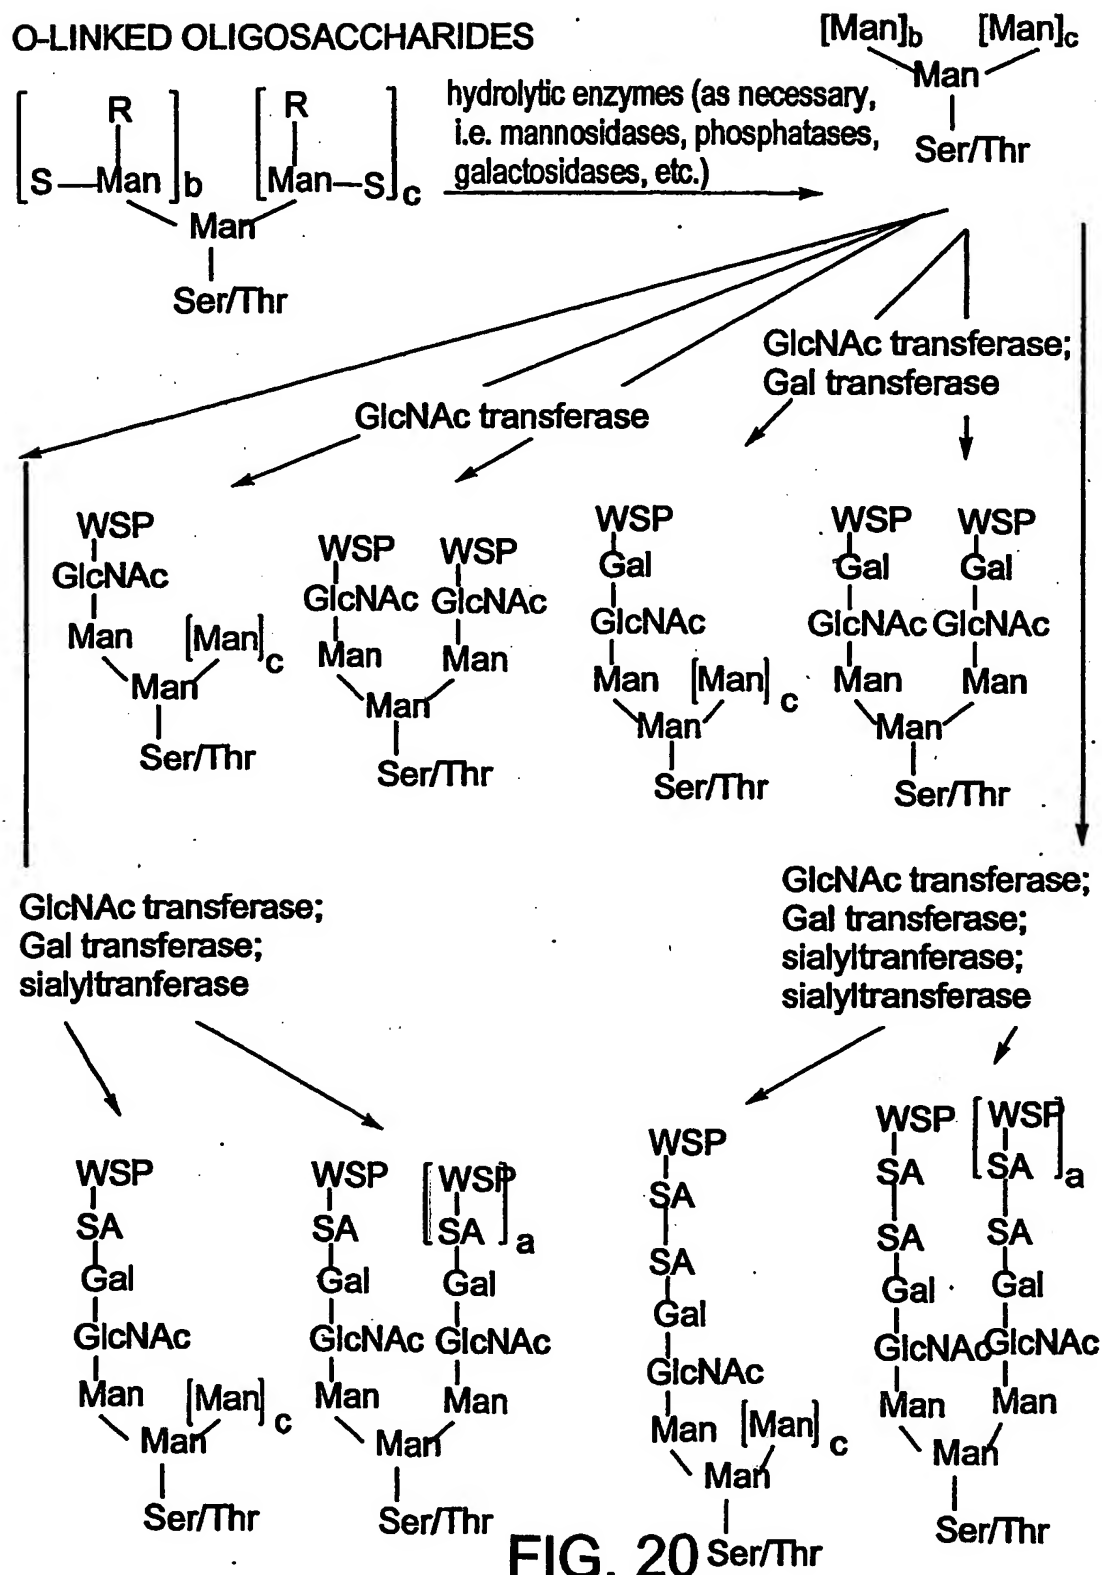 O-LINKED OLIGOSACCHARIDES
[Man]b [Man]c
Man
Ser/Thr
hydrolytic enzymes (as necessary,
i.e. mannosidases, phosphatases,
galactosidases, etc.)
R R
[S—Man]b [Man—S]c
Man
Ser/Thr
GlcNAc transferase;
Gal transferase
GlcNAc transferase
WSP
GlcNAc
Man [Man]c
Man
Ser/Thr
WSP WSP
GlcNAc GlcNAc
Man Man
Man
Ser/Thr
WSP
Gal
GlcNAc
Man [Man]c
Man
Ser/Thr
WSP WSP
Gal Gal
GlcNAc GlcNAc
Man Man
Man
Ser/Thr
GlcNAc transferase;
Gal transferase;
sialyltranferase
GlcNAc transferase;
Gal transferase;
sialyltranferase;
sialyltransferase
WSP
SA
Gal
GlcNAc
Man [Man]c
Man
Ser/Thr
WSP [WSP
SA SA]a
Gal Gal
GlcNAc GlcNAc
Man Man
Man
Ser/Thr
WSP
SA
SA
Gal
GlcNAc
Man [Man]c
Man
Ser/Thr
WSP [WSP
SA SA]a
SA SA
Gal Gal
GlcNAc GlcNAc
Man Man
Man
Ser/Thr
FIG. 20